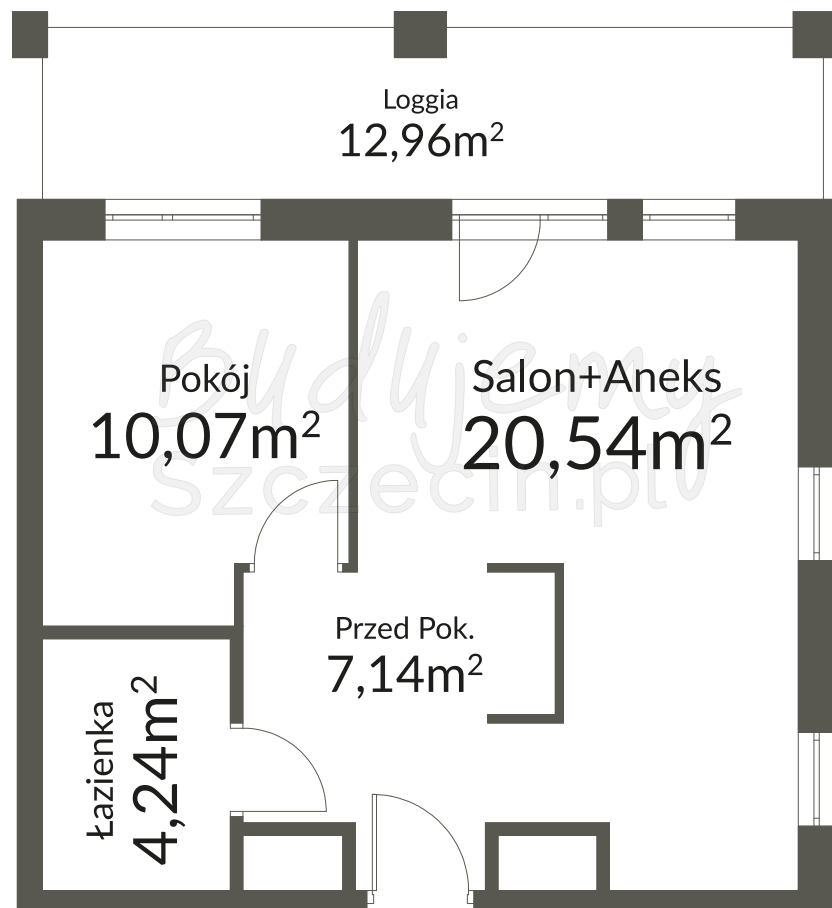 Loggia
12,96m²
Budujemy
Szczecin.pl
Pokój
10,07m²
Salon+Aneks
20,54m²
Przed Pok.
7,14m²
Łazienka
4,24m²